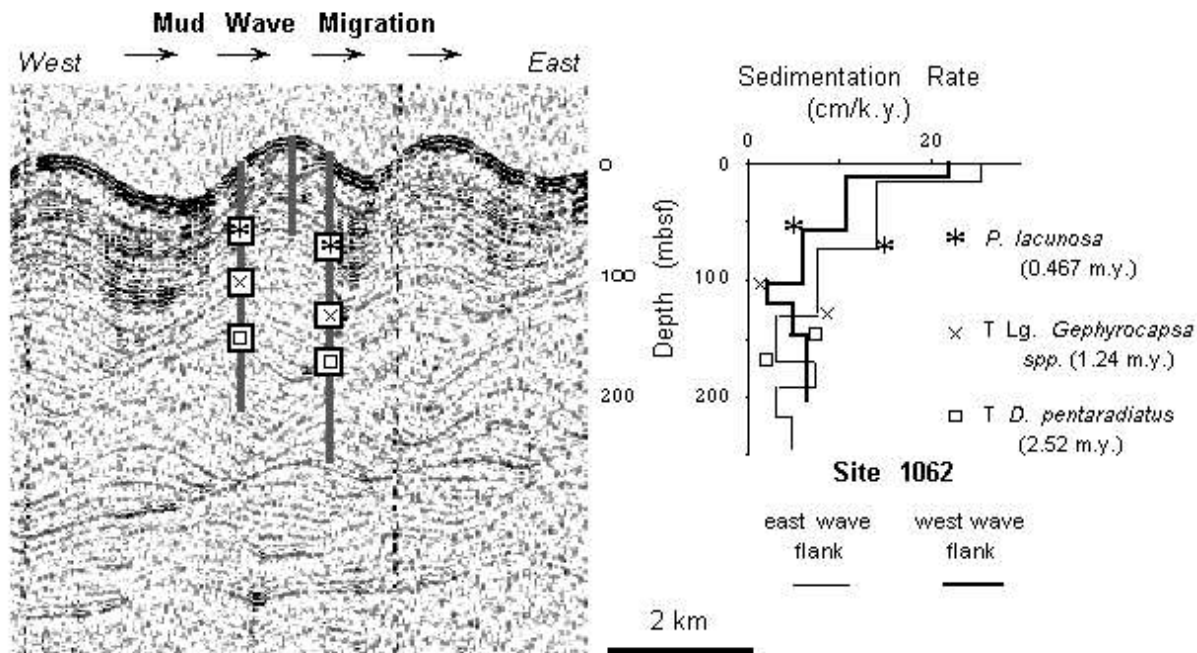 Mud Wave Migration
West
East
Sedimentation Rate
(cm/k.y.)
0 20
0
100
200
0
100
200
Depth (mbsf)
P. lacunosa
(0.467 m.y.)
T Lg. Gephyrocapsa
spp. (1.24 m.y.)
T D. pentaradiatus
(2.52 m.y.)
Site 1062
east wave
flank
west wave
flank
2 km